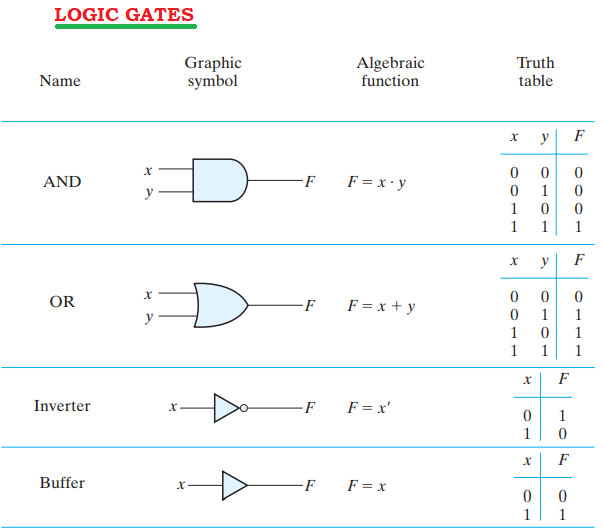 LOGIC GATES
Name Graphic symbol Algebraic function Truth table
x y F
AND x y F F = x · y
0 0 0
0 1 0
1 0 0
1 1 1
x y F
OR x y F F = x + y
0 0 0
0 1 1
1 0 1
1 1 1
x F
Inverter x F F = x'
0 1
1 0
x F
Buffer x F F = x
0 0
1 1